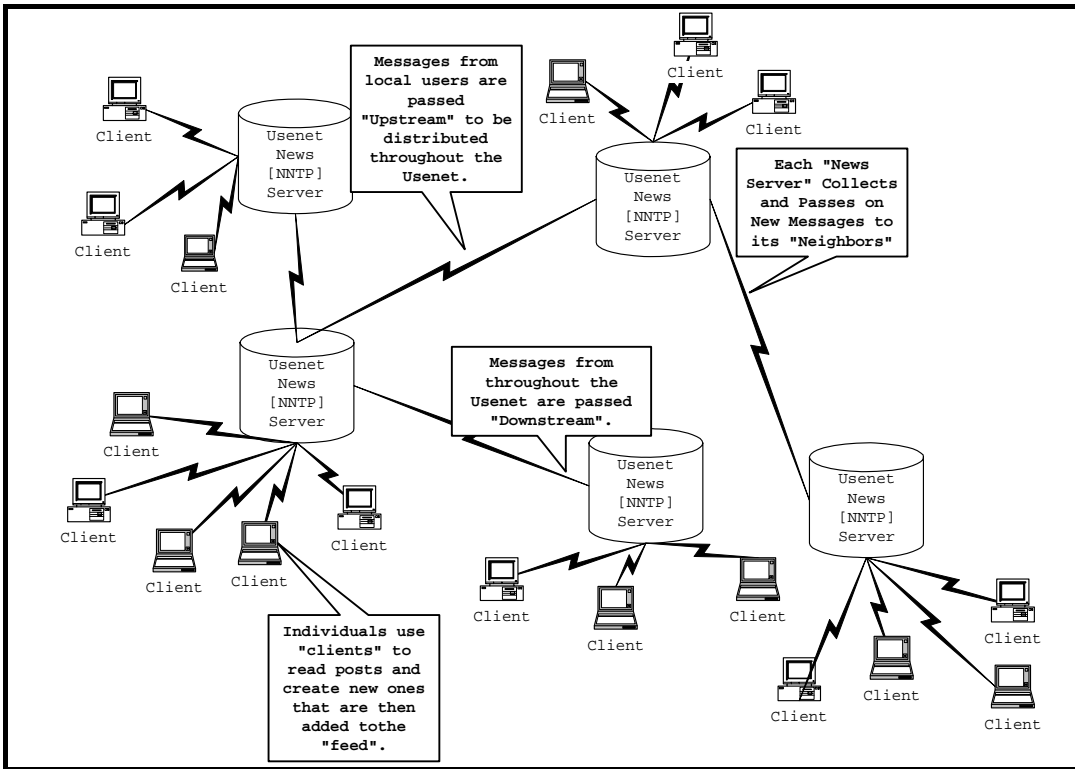 Messages from
local users are
passed
"Upstream" to be
distributed
throughout the
Usenet.
Client
Client
Client
Client
Client
Client
Usenet
News
[NNTP]
Server
Usenet
News
[NNTP]
Server
Each "News
Server" Collects
and Passes on
New Messages to
its "Neighbors"
Usenet
News
[NNTP]
Server
Messages from
throughout the
Usenet are passed
"Downstream".
Client
Client
Client
Client
Client
Usenet
News
[NNTP]
Server
Usenet
News
[NNTP]
Server
Client
Client
Client
Client
Client
Client
Client
Individuals use
"clients" to
read posts and
create new ones
that are then
added tothe
"feed".